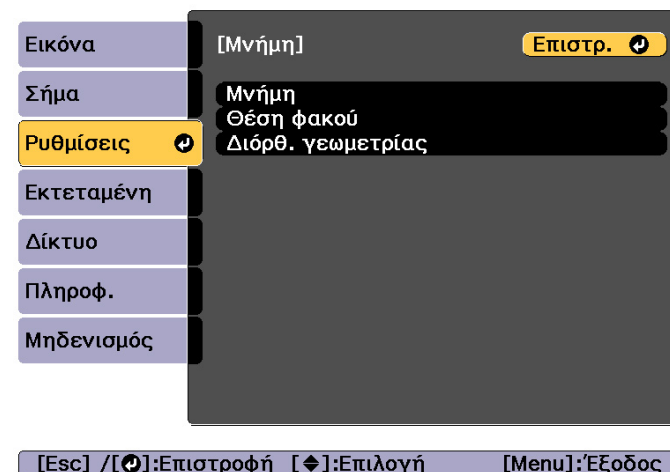 Εικόνα
Σήμα
Ρυθμίσεις
Εκτεταμένη
Δίκτυο
Πληροφ.
Μηδενισμός
[Μνήμη] Επιστρ.
Μνήμη
Θέση φακού
Διόρθ. γεωμετρίας
[Esc] /[]:Επιστροφή []:Επιλογή [Menu]:Έξοδος